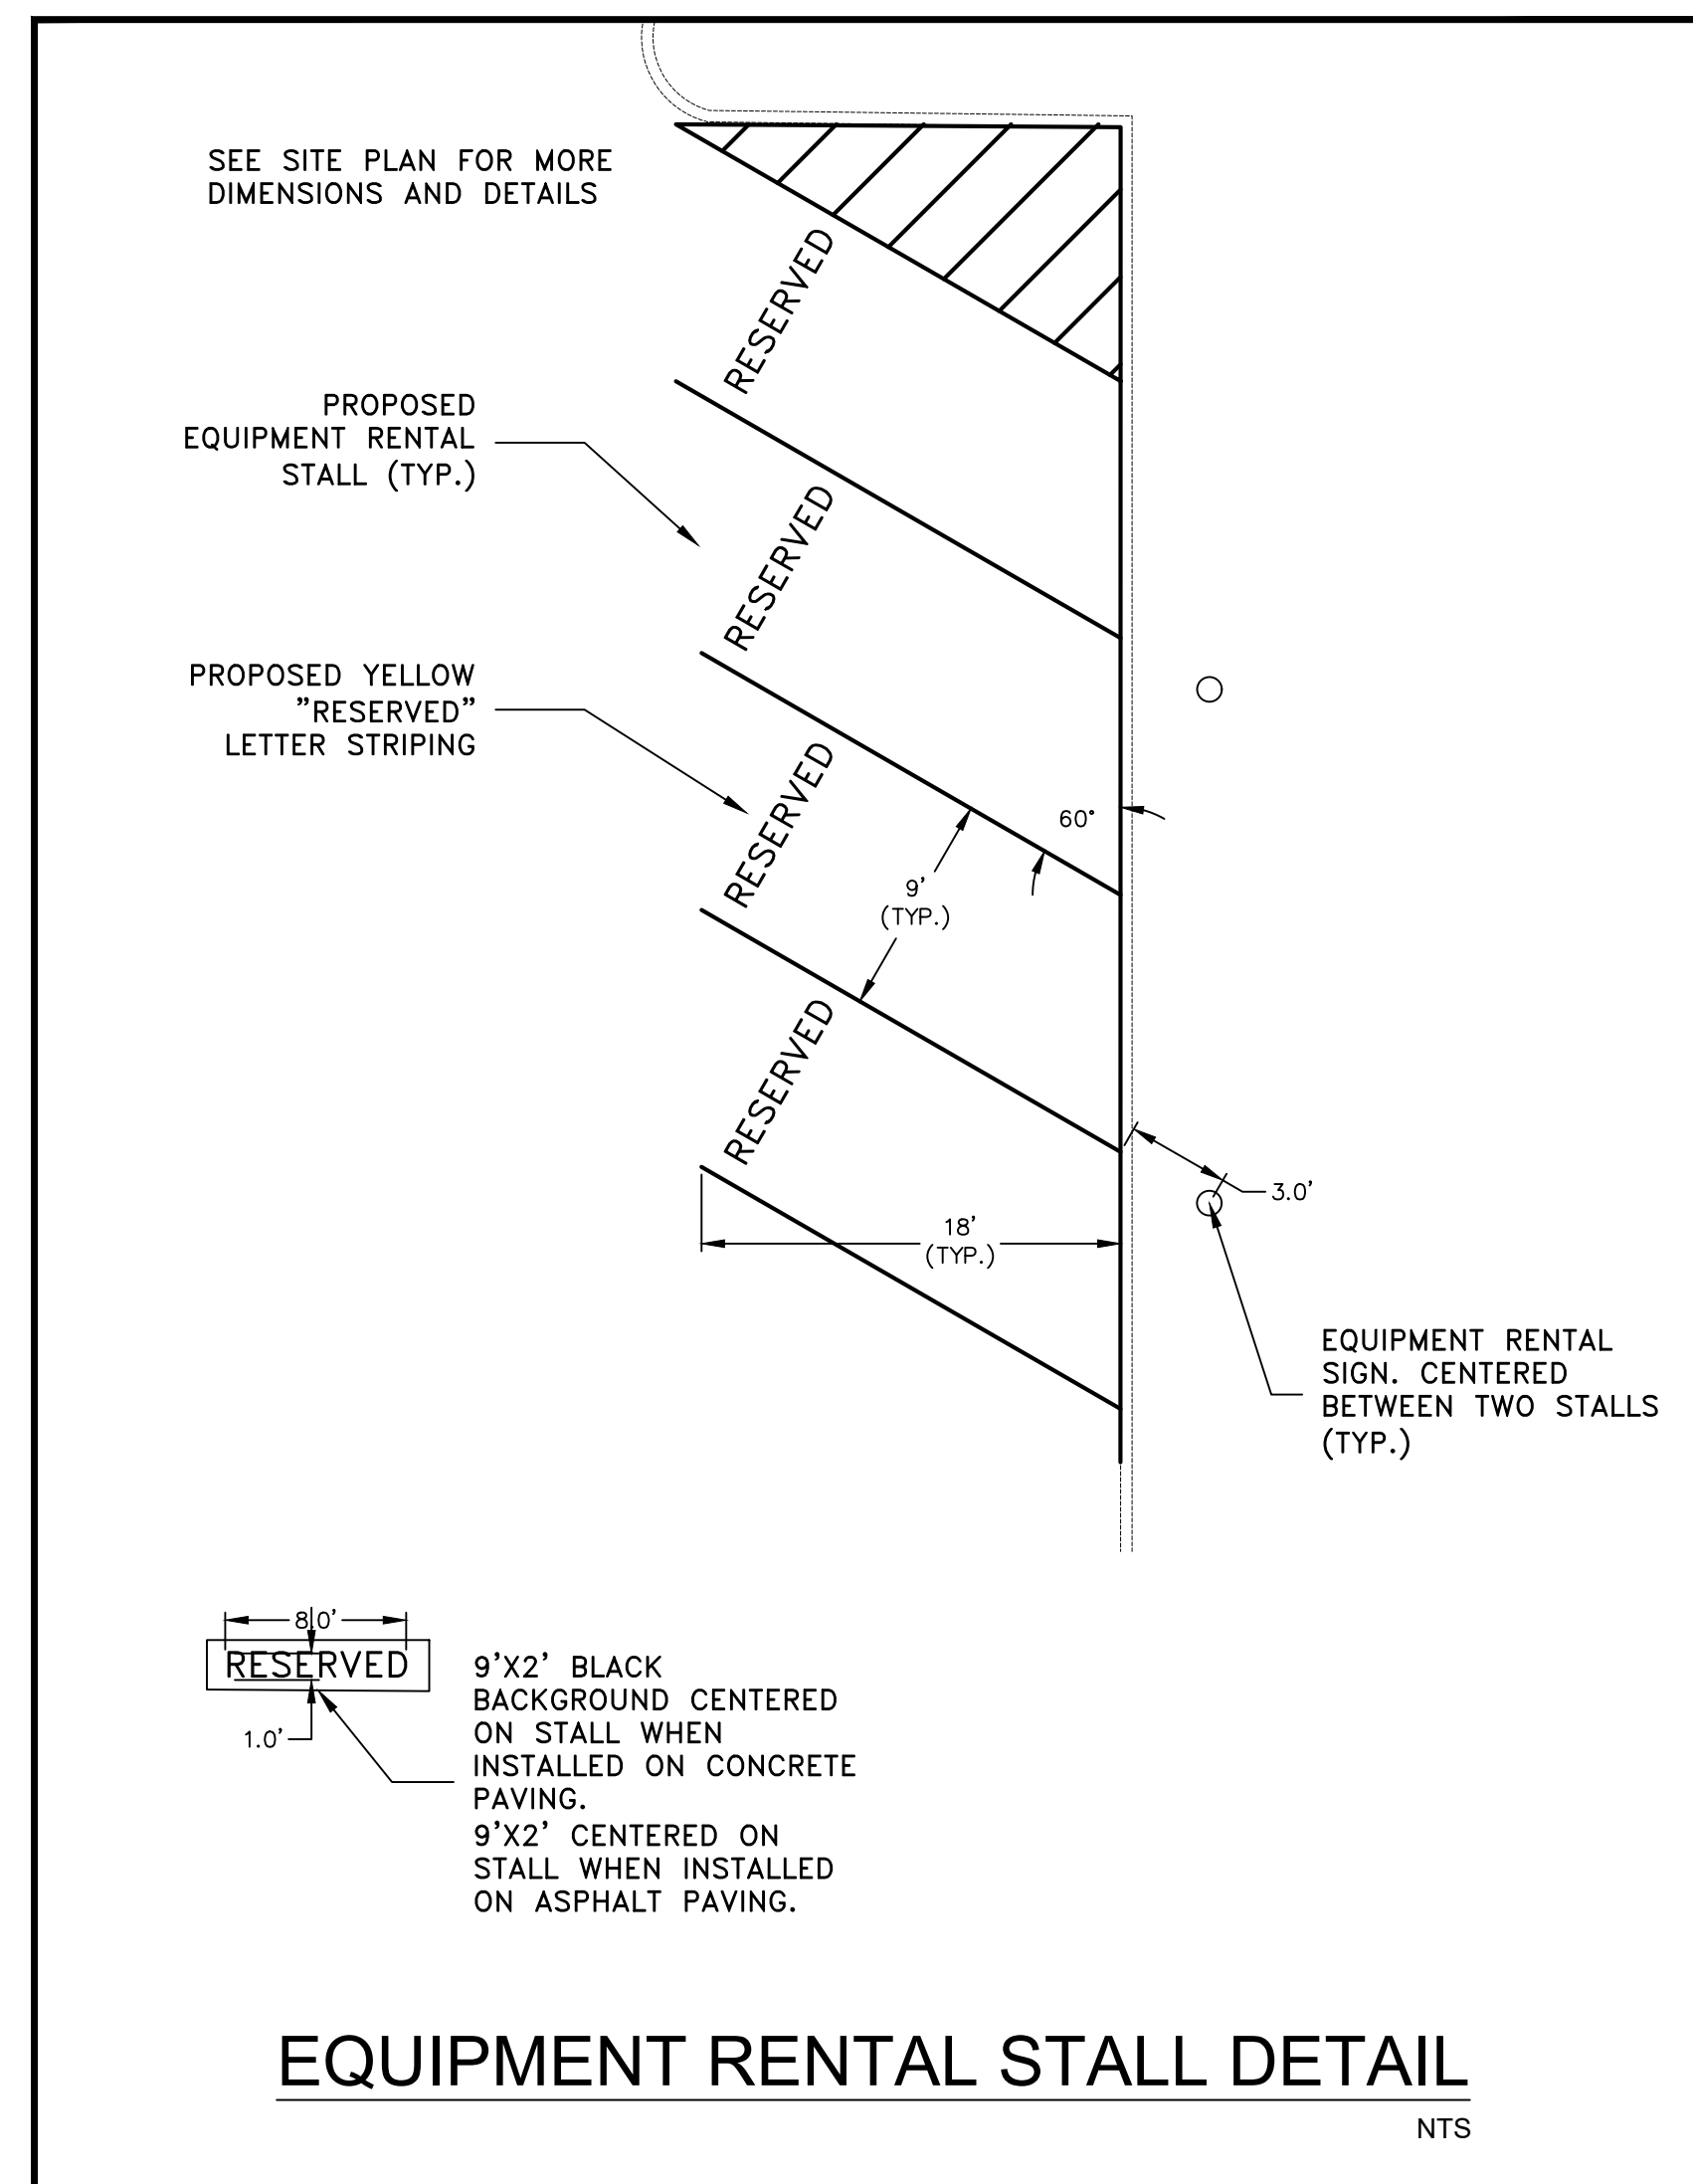 SEE SITE PLAN FOR MORE
DIMENSIONS AND DETAILS
RESERVED
PROPOSED
EQUIPMENT RENTAL
STALL (TYP.)
RESERVED
PROPOSED YELLOW
"RESERVED"
LETTER STRIPING
RESERVED
60°
9'
(TYP.)
RESERVED
3.0'
18'
(TYP.)
EQUIPMENT RENTAL
SIGN. CENTERED
BETWEEN TWO STALLS
(TYP.)
8.0'
RESERVED
1.0'
9'X2' BLACK
BACKGROUND CENTERED
ON STALL WHEN
INSTALLED ON CONCRETE
PAVING.
9'X2' CENTERED ON
STALL WHEN INSTALLED
ON ASPHALT PAVING.
EQUIPMENT RENTAL STALL DETAIL
NTS